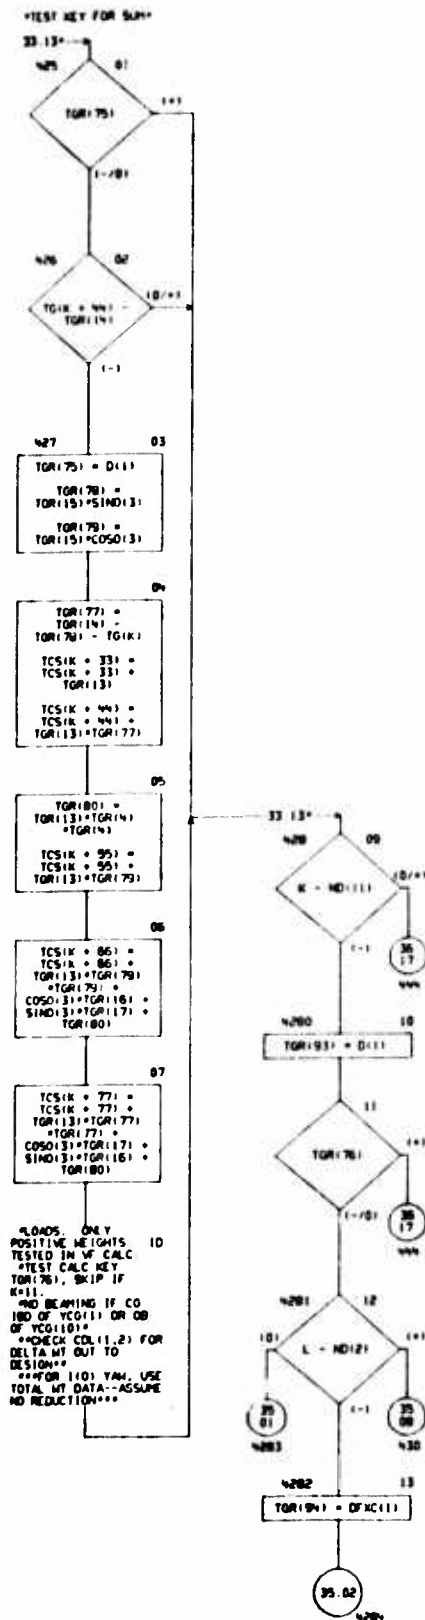 *TEST KEY FOR SUM*
33.13*
425 01
TGR(75)
(+)
(-/0)
426 02
TG(K + 44) -
TGR(14)
(0/+)
(-)
427 03
TGR(75) = D(1)
TGR(78) =
TGR(15)*SIND(3)
TGR(79) =
TGR(15)*COSO(3)
04
TGR(77) =
TGR(14) -
TGR(78) - TG(K)
TCS(K + 33) =
TCS(K + 33) +
TGR(13)
TCS(K + 44) =
TCS(K + 44) +
TGR(13)*TGR(77)
05
TGR(80) =
TGR(13)*TGR(4)
*TGR(4)
TCS(K + 55) =
TCS(K + 55) +
TGR(13)*TGR(79)
06
TCS(K + 66) =
TCS(K + 66) +
TGR(13)*TGR(79)
*TGR(79) +
COSO(3)*TGR(16) +
SIND(3)*TGR(17) +
TGR(80)
07
TCS(K + 77) =
TCS(K + 77) +
TGR(13)*TGR(77)
*TGR(77) +
COSO(3)*TGR(17) +
SIND(3)*TGR(16) +
TGR(80)
*LOADS. ONLY
POSITIVE WEIGHTS 10
TESTED IN VF CALC
*TEST CALC KEY
TGR(76), SKIP IF
K=11.
*NO BEAMING IF CO
IBD OF YCG(1) OR OB
OF YCG(10)*
**CHECK CDL(1,2) FOR
DELTA WT OUT TO
DESIGN**
***FOR I(0) YAW, USE
TOTAL WT DATA--ASSUME
NO REDUCTION***
33.13*
428 09
K - ND(1)
(0/+)
36
17
444
(-)
4280 10
TGR(93) = D(1)
11
TGR(76)
(+)
36
17
444
(-/0)
4281 12
L - ND(2)
(0)
(+)
35
01
4283
35
08
430
(-)
4282 13
TGR(94) = DFXC(1)
35.02
4284